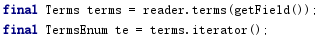 final Terms terms = reader.terms(getField());
final TermsEnum te = terms.iterator();